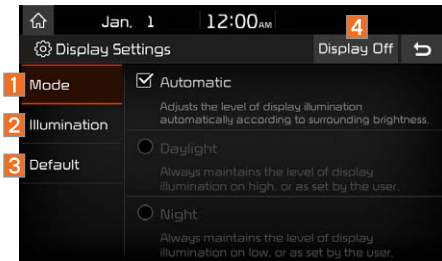 Jan. 1 12:00AM
4
Display Settings Display Off
1 Mode
Automatic
Adjusts the level of display illumination
automatically according to surrounding brightness.
2 Illumination
Daylight
3 Default
Always maintains the level of display
illumination on high, or as set by the user.
Night
Always maintains the level of display
illumination on low, or as set by the user.